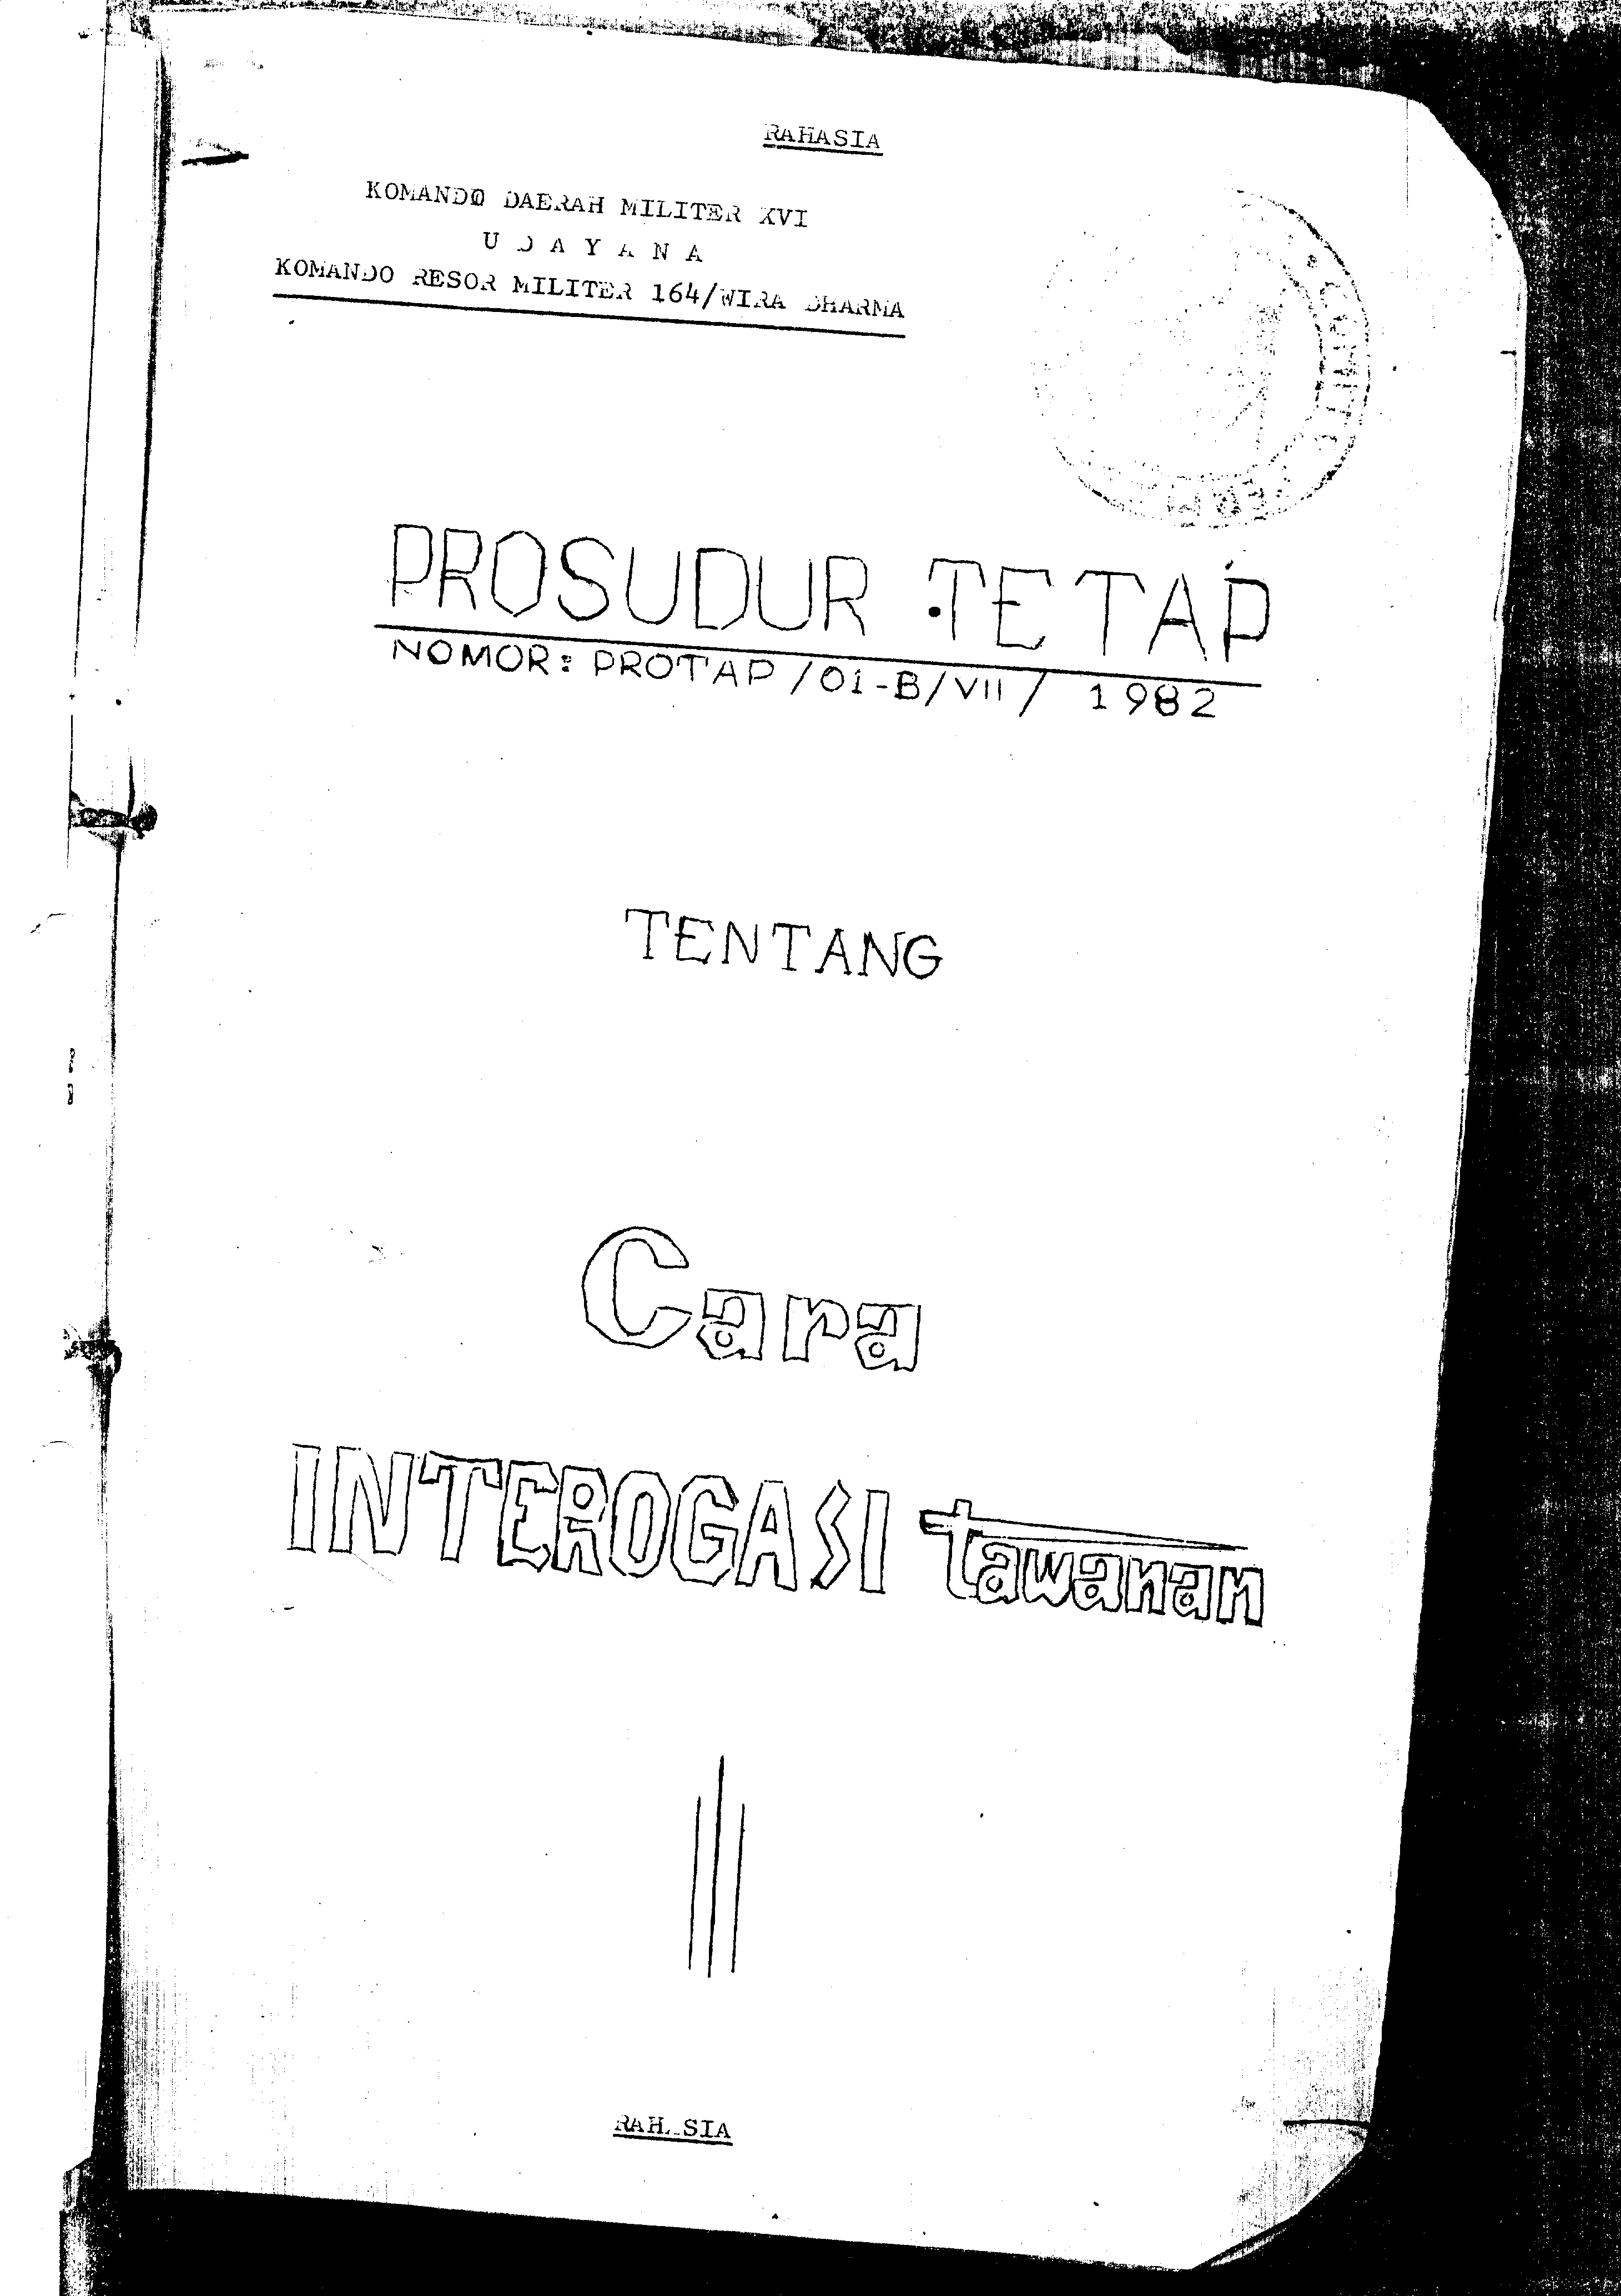 RAHASIA
KOMANDO DAERAH MILITER XVI
U D A Y A N A
KOMANDO RESOR MILITER 164/WIRA DHARMA
PROSUDUR TETAP
NOMOR: PROTAP/01-B/VII/ 1982
TENTANG
Cara
INTEROGASI tawanan
RAHASIA